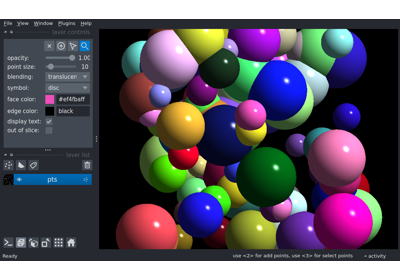 File View Window Plugins Help
layer controls
opacity: 1.00
point size: 10
blending: translucen
symbol: disc
face color: #ef4fbaff
edge color: black
display text:
out of slice:
layer list
pts
Ready use <2> for add points, use <3> for select points activity